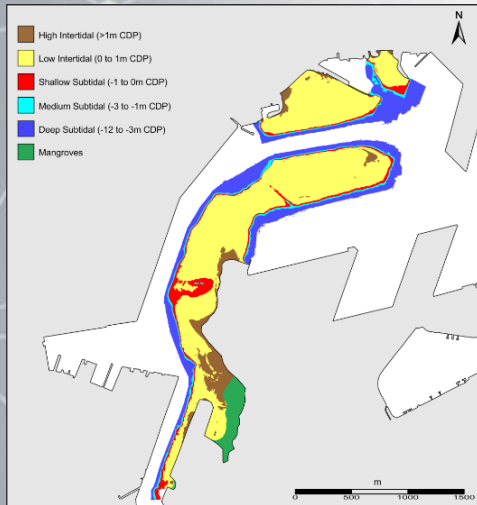 N
High Intertidal (>1m CDP)
Low Intertidal (0 to 1m CDP)
Shallow Subtidal (-1 to 0m CDP)
Medium Subtidal (-3 to -1m CDP)
Deep Subtidal (-12 to -3m CDP)
Mangroves
m
0 500 1000 1500